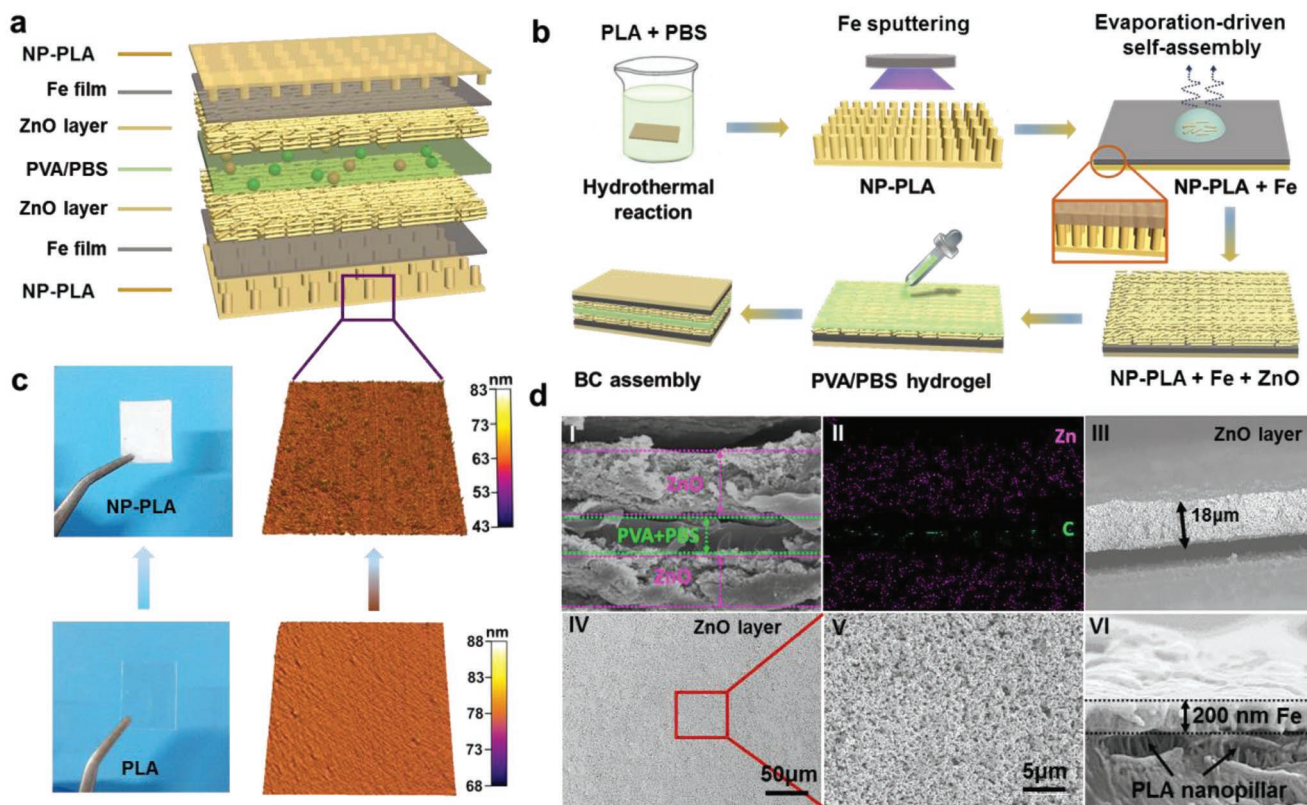 a
NP-PLA
Fe film
ZnO layer
PVA/PBS
ZnO layer
Fe film
NP-PLA
b
PLA + PBS
Hydrothermal
reaction
Fe sputtering
NP-PLA
Evaporation-driven
self-assembly
NP-PLA + Fe
NP-PLA + Fe + ZnO
PVA/PBS hydrogel
BC assembly
c
NP-PLA
PLA
nm
83
73
63
53
43
nm
88
83
78
73
68
d
I
ZnO
PVA+PBS
ZnO
II
Zn
C
III
ZnO layer
18μm
IV
ZnO layer
50μm
V
5μm
VI
200 nm Fe
PLA nanopillar